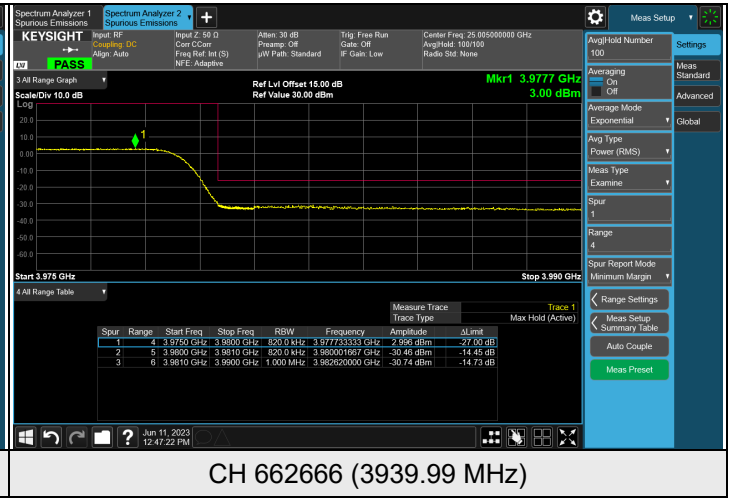 Spectrum Analyzer 1
Spurious Emissions
Spectrum Analyzer 2
Spurious Emissions
+
Meas Setup
KEYSIGHT
LXI
PASS
Input: RF
Coupling: DC
Align: Auto
Input Z: 50 Ω
Corr CCorr
Freq Ref: Int (S)
NFE: Adaptive
Atten: 30 dB
Preamp: Off
µW Path: Standard
Trig: Free Run
Gate: Off
IF Gain: Low
Center Freq: 25.005000000 GHz
Avg|Hold: 100/100
Radio Std: None
3 All Range Graph
Scale/Div 10.0 dB
Ref Lvl Offset 15.00 dB
Ref Value 30.00 dBm
Mkr1 3.9777 GHz
3.00 dBm
Log
20.0
10.0
0.00
-10.0
-20.0
-30.0
-40.0
-50.0
-60.0
1
Start 3.975 GHz
Stop 3.990 GHz
4 All Range Table
Measure Trace Trace 1
Trace Type Max Hold (Active)
Spur Range Start Freq Stop Freq RBW Frequency Amplitude ΔLimit
1 4 3.9750 GHz 3.9800 GHz 820.0 kHz 3.977733333 GHz 2.996 dBm -27.00 dB
2 5 3.9800 GHz 3.9810 GHz 820.0 kHz 3.980001667 GHz -30.46 dBm -14.45 dB
3 6 3.9810 GHz 3.9900 GHz 1.000 MHz 3.982620000 GHz -30.74 dBm -14.73 dB
Avg|Hold Number
100
Averaging
On
Off
Average Mode
Exponential
Avg Type
Power (RMS)
Meas Type
Examine
Spur
1
Range
4
Spur Report Mode
Minimum Margin
Range Settings
Meas Setup
Summary Table
Auto Couple
Meas Preset
Settings
Meas
Standard
Advanced
Global
?
Jun 11, 2023
12:47:22 PM
CH 662666 (3939.99 MHz)